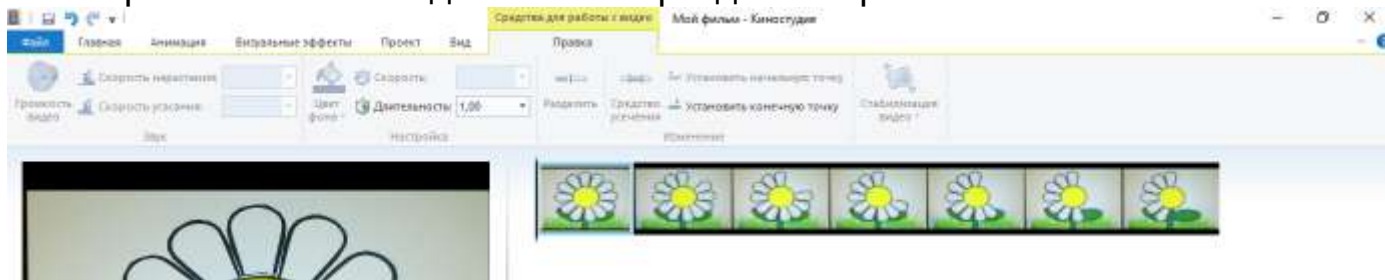 Средства для работы с видео Мой фильм - Киностудия
Файл Главная Анимация Визуальные эффекты Проект Вид Правка
Скорость нарастания: Скорость: Установить начальную точку
Громкость видео Скорость угасания: Цвет фона Длительность: 1,00 Разделить Средство усечения Установить конечную точку Стабилизация видео
Звук Настройка Изменение